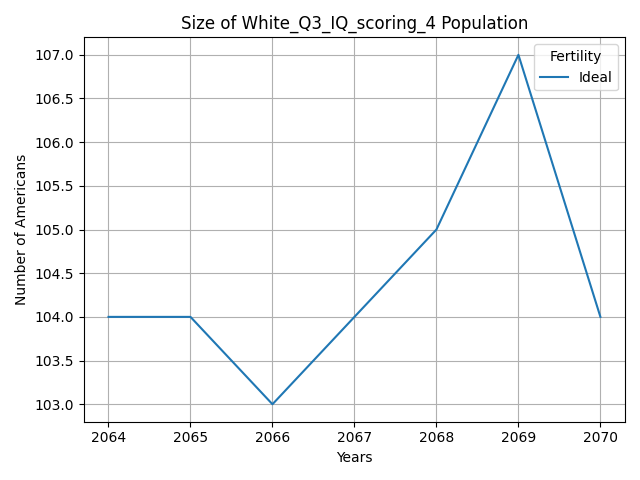 Size of White_Q3_IQ_scoring_4 Population
Fertility
Ideal
107.0
106.5
106.0
105.5
105.0
104.5
104.0
103.5
103.0
Number of Americans
2064 2065 2066 2067 2068 2069 2070
Years